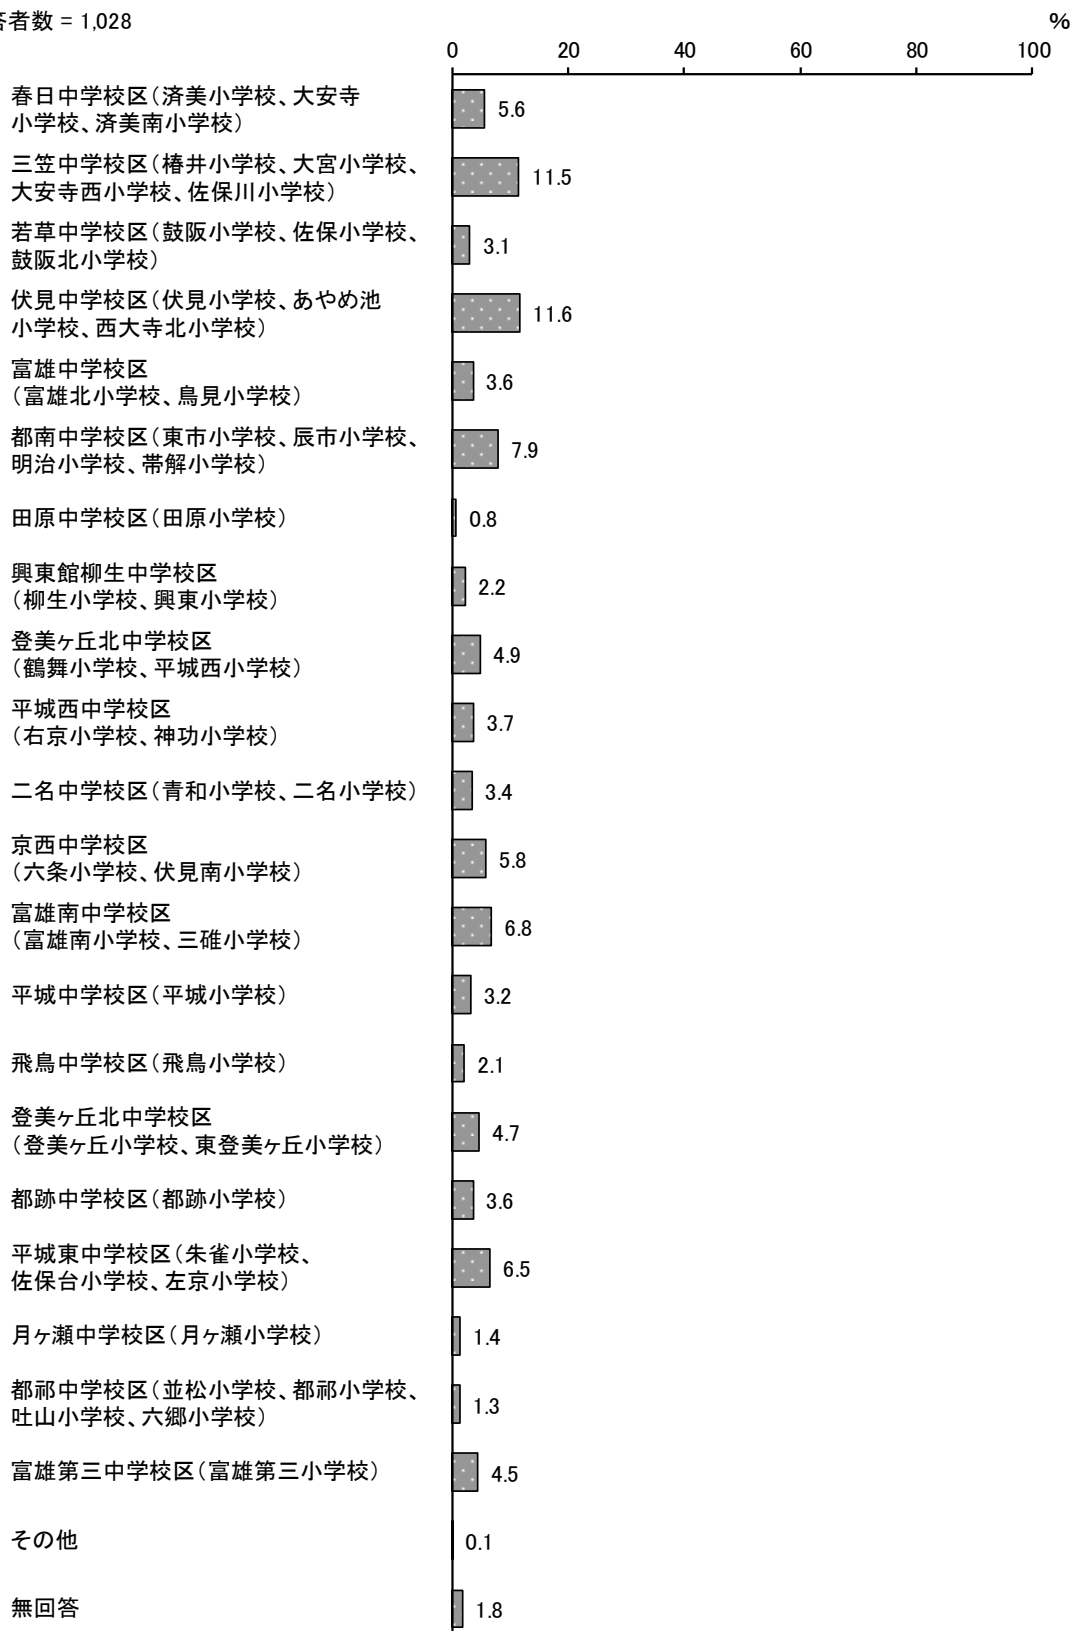 答者数 = 1,028
%
0 20 40 60 80 100
春日中学校区（済美小学校、大安寺
小学校、済美南小学校）
5.6
三笠中学校区（椿井小学校、大宮小学校、
大安寺西小学校、佐保川小学校）
11.5
若草中学校区（鼓阪小学校、佐保小学校、
鼓阪北小学校）
3.1
伏見中学校区（伏見小学校、あやめ池
小学校、西大寺北小学校）
11.6
富雄中学校区
（富雄北小学校、鳥見小学校）
3.6
都南中学校区（東市小学校、辰市小学校、
明治小学校、帯解小学校）
7.9
田原中学校区（田原小学校）
0.8
興東館柳生中学校区
（柳生小学校、興東小学校）
2.2
登美ヶ丘北中学校区
（鶴舞小学校、平城西小学校）
4.9
平城西中学校区
（右京小学校、神功小学校）
3.7
二名中学校区（青和小学校、二名小学校）
3.4
京西中学校区
（六条小学校、伏見南小学校）
5.8
富雄南中学校区
（富雄南小学校、三碓小学校）
6.8
平城中学校区（平城小学校）
3.2
飛鳥中学校区（飛鳥小学校）
2.1
登美ヶ丘北中学校区
（登美ヶ丘小学校、東登美ヶ丘小学校）
4.7
都跡中学校区（都跡小学校）
3.6
平城東中学校区（朱雀小学校、
佐保台小学校、左京小学校）
6.5
月ヶ瀬中学校区（月ヶ瀬小学校）
1.4
都祁中学校区（並松小学校、都祁小学校、
吐山小学校、六郷小学校）
1.3
富雄第三中学校区（富雄第三小学校）
4.5
その他
0.1
無回答
1.8